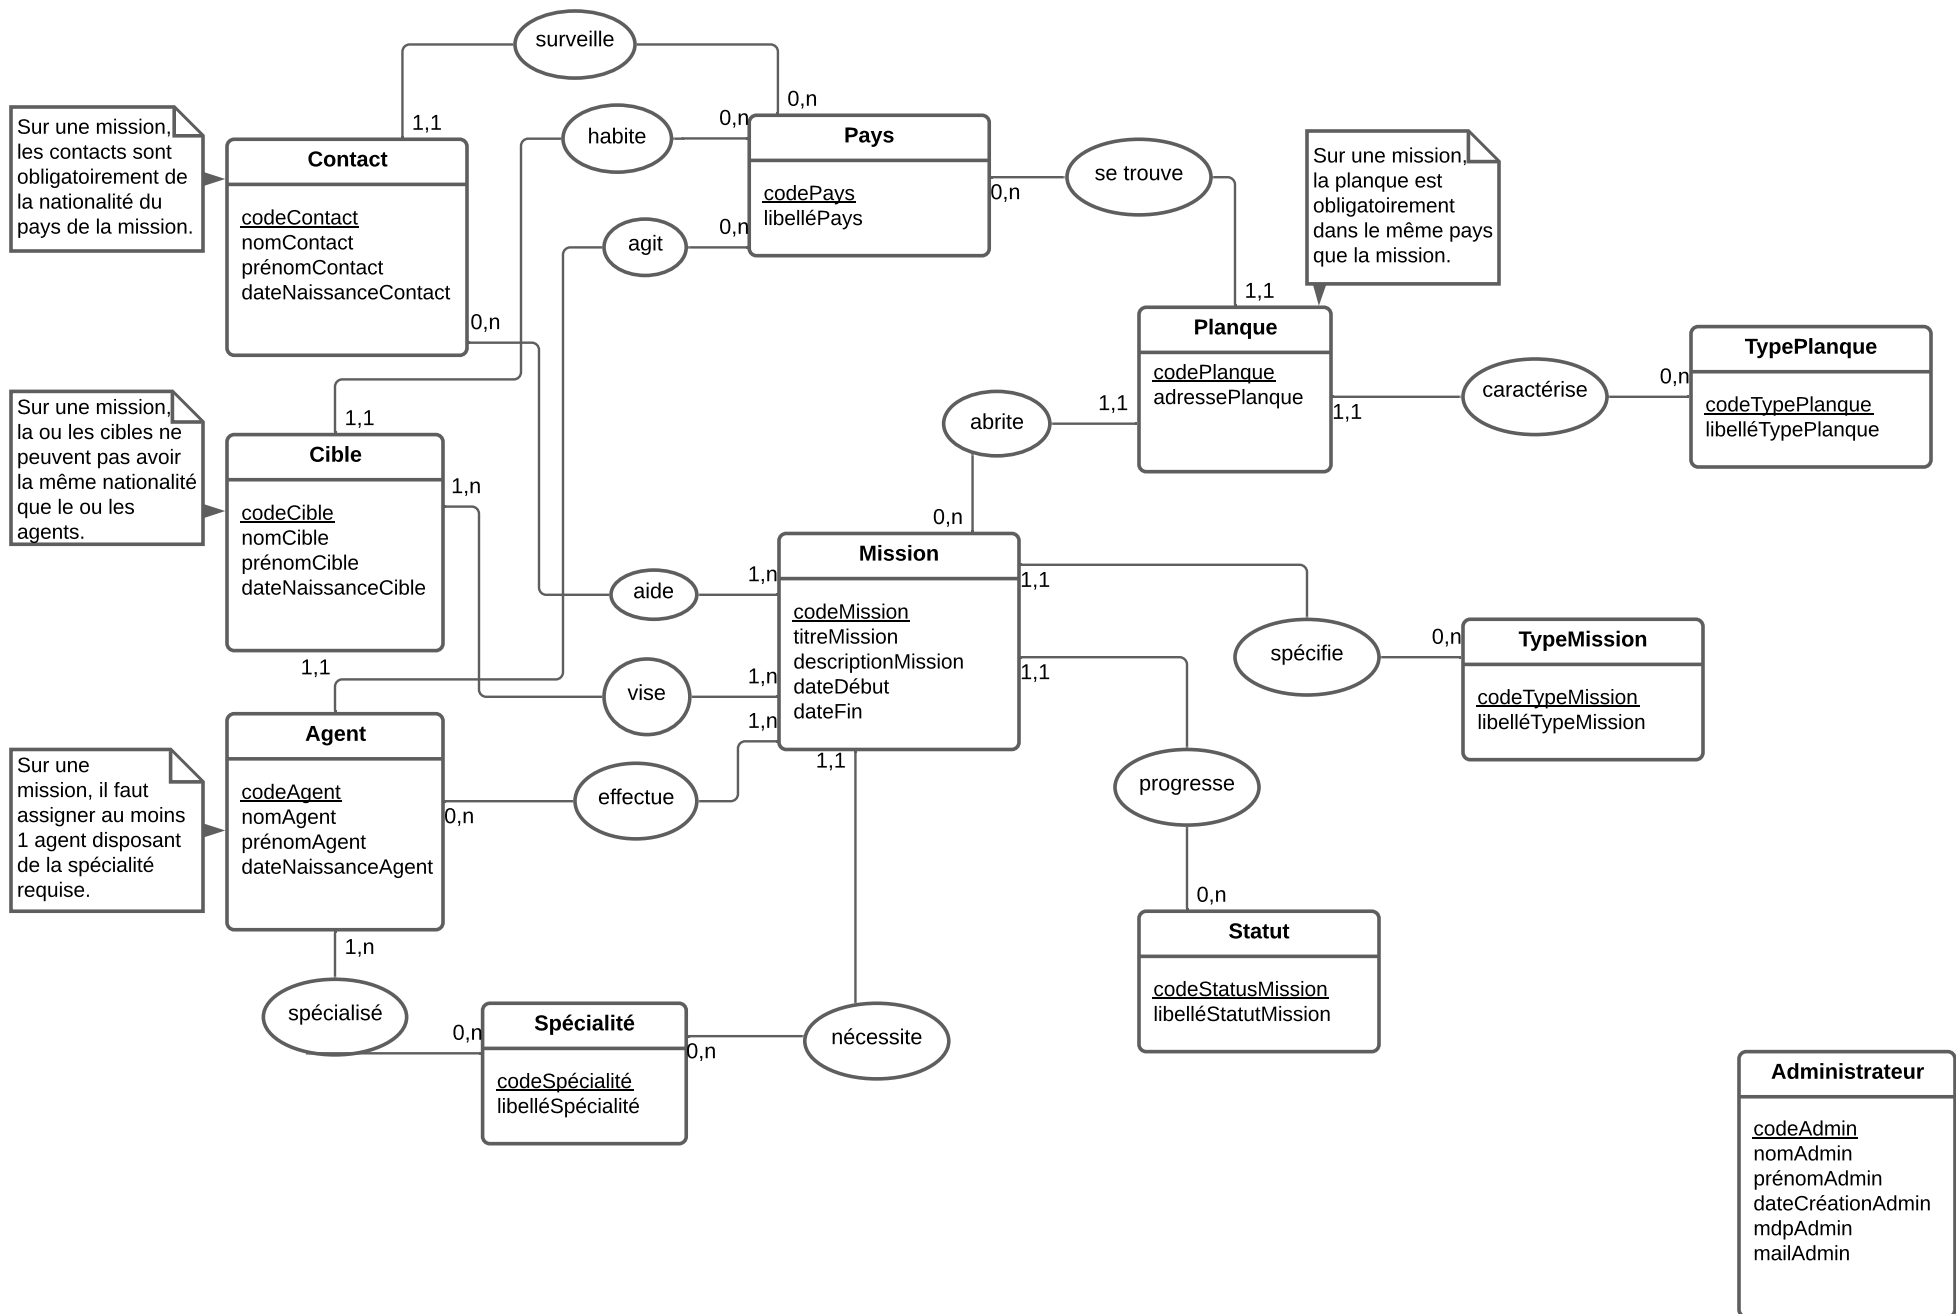 surveille
0,n
1,1
habite
0,n
Sur une mission,
les contacts sont
obligatoirement de
la nationalité du
pays de la mission.
Contact
codeContact
nomContact
prénomContact
dateNaissanceContact
0,n
Pays
codePays
libelléPays
agit
0,n
0,n
se trouve
Sur une mission,
la planque est
obligatoirement
dans le même pays
que la mission.
1,1
Planque
codePlanque
adressePlanque
1,1
caractérise
0,n
TypePlanque
codeTypePlanque
libelléTypePlanque
abrite
1,1
0,n
Sur une mission,
la ou les cibles ne
peuvent pas avoir
la même nationalité
que le ou les
agents.
1,1
Cible
codeCible
nomCible
prénomCible
dateNaissanceCible
1,n
aide
1,n
vise
1,n
1,n
Mission
codeMission
titreMission
descriptionMission
dateDébut
dateFin
1,1
spécifie
0,n
TypeMission
codeTypeMission
libelléTypeMission
1,1
progresse
0,n
1,1
Agent
codeAgent
nomAgent
prénomAgent
dateNaissanceAgent
Sur une
mission, il faut
assigner au moins
1 agent disposant
de la spécialité
requise.
0,n
effectue
1,1
1,n
spécialisé
0,n
Spécialité
codeSpécialité
libelléSpécialité
0,n
nécessite
Statut
codeStatusMission
libelléStatutMission
Administrateur
codeAdmin
nomAdmin
prénomAdmin
dateCréationAdmin
mdpAdmin
mailAdmin